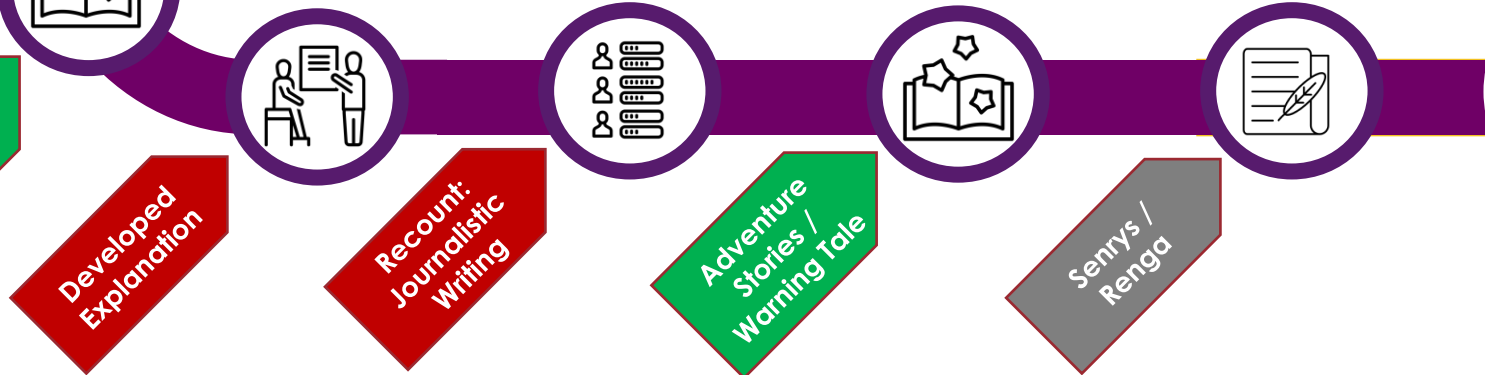 Developed
Explanation
Recount:
Journalistic
Writing
Adventure
Stories /
Warning Tale
Senrys /
Renga